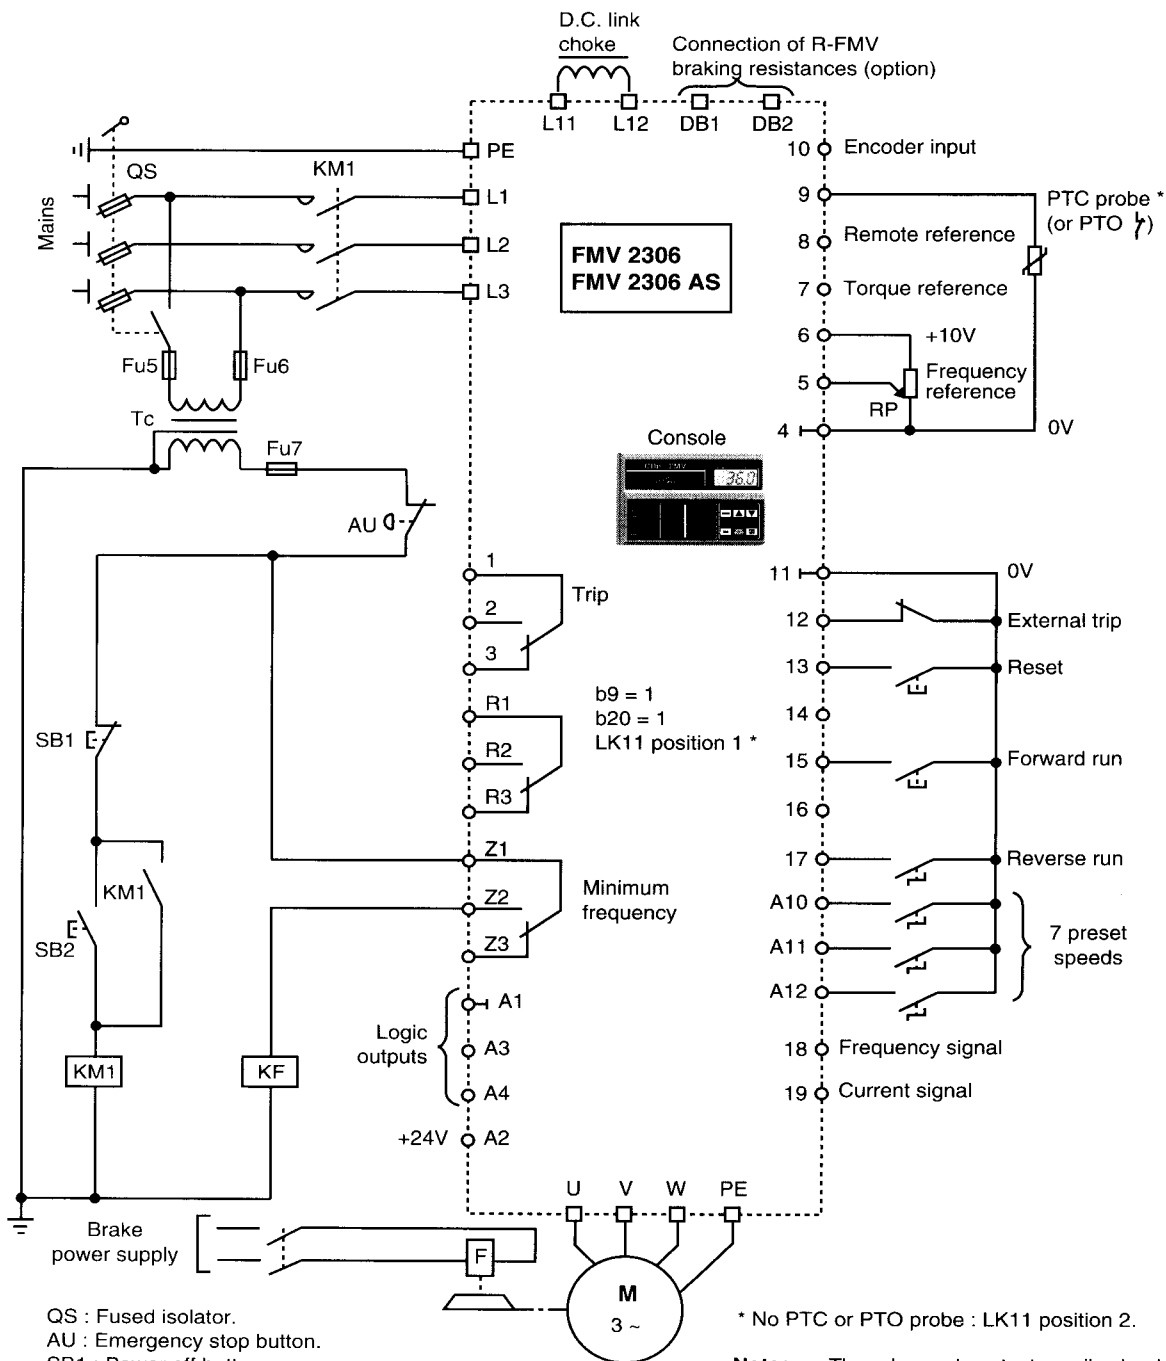 D.C. link
choke
Connection of R-FMV
braking resistances (option)
L11
L12
DB1
DB2
PE
10 Encoder input
QS
KM1
L1
9
PTC probe *
(or PTO )
Mains
L2
8 Remote reference
FMV 2306
FMV 2306 AS
L3
7 Torque reference
6 +10V
Fu5
Fu6
5
Frequency
reference
RP
Tc
4
0V
Console
Fu7
36.0
AU
1
Trip
11
0V
2
12
External trip
3
13
Reset
R1
b9 = 1
b20 = 1
LK11 position 1 *
14
SB1
R2
15
Forward run
R3
16
Z1
17
Reverse run
KM1
Z2
Minimum
frequency
A10
SB2
Z3
A11
7 preset
speeds
A12
A1
Logic
outputs
A3
18 Frequency signal
KM1
KF
A4
19 Current signal
+24V
A2
U
V
W
PE
Brake
power supply
F
M
3 ~
QS : Fused isolator.
AU : Emergency stop button.
* No PTC or PTO probe : LK11 position 2.